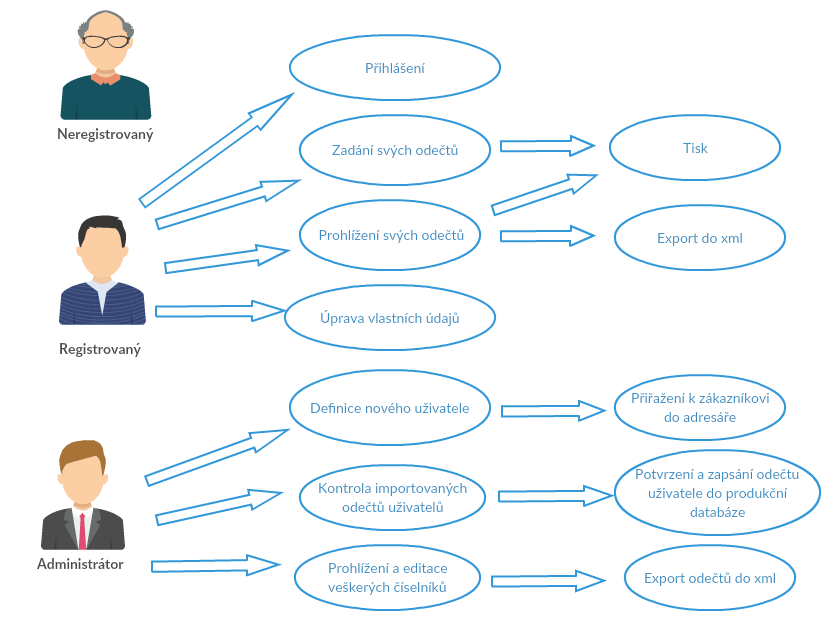 Neregistrovaný
Přihlášení
Zadání svých odečtů
Tisk
Registrovaný
Prohlížení svých odečtů
Export do xml
Úprava vlastních údajů
Administrátor
Definice nového uživatele
Přiřažení k zákazníkovi
do adresáře
Kontrola importovaných
odečtů uživatelů
Potvrzení a zapsání odečtu
uživatele do produkční
databáze
Prohlížení a editace
veškerých číselníků
Export odečtů do xml